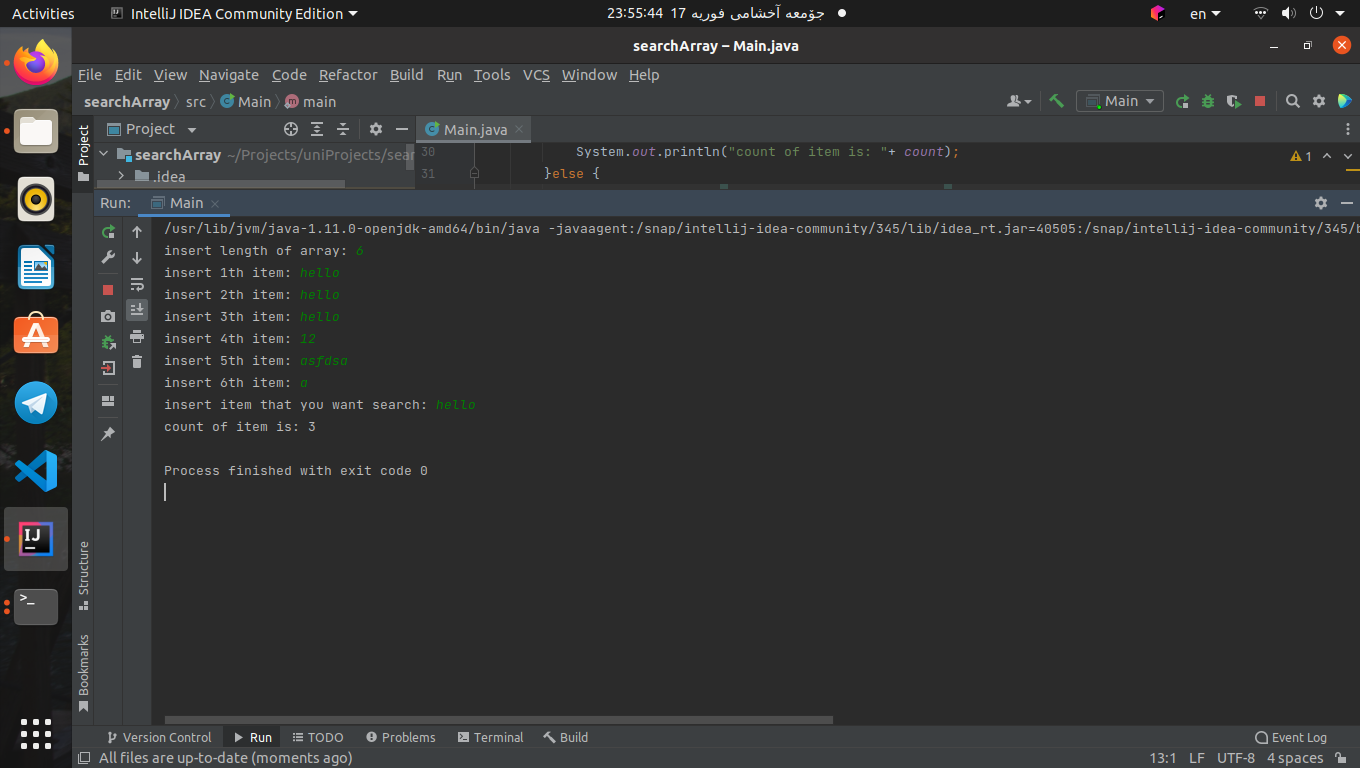 Activities
IntelliJ IDEA Community Edition
23:55:44 جۆمعه آخشامی فوریه 17
en
searchArray – Main.java
File Edit View Navigate Code Refactor Build Run Tools VCS Window Help
searchArray src Main main
Main
Project
Project
Main.java
searchArray ~/Projects/uniProjects/sear
.idea
30 System.out.println("count of item is: "+ count);
1
31 }else {
Run: Main
/usr/lib/jvm/java-1.11.0-openjdk-amd64/bin/java -javaagent:/snap/intellij-idea-community/345/lib/idea_rt.jar=40505:/snap/intellij-idea-community/345/b
insert length of array: 6
insert 1th item: hello
insert 2th item: hello
insert 3th item: hello
insert 4th item: 12
insert 5th item: asfdsa
insert 6th item: a
insert item that you want search: hello
count of item is: 3
Process finished with exit code 0
IJ
>_
Structure
Bookmarks
Version Control Run TODO Problems Terminal Build Event Log
All files are up-to-date (moments ago) 13:1 LF UTF-8 4 spaces